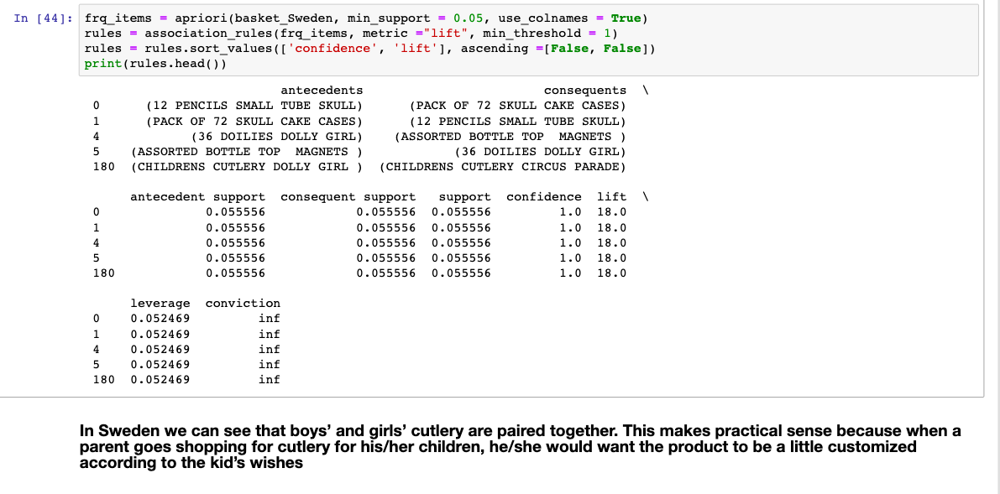 In [44]: frq_items = apriori(basket_Sweden, min_support = 0.05, use_colnames = True)
rules = association_rules(frq_items, metric ="lift", min_threshold = 1)
rules = rules.sort_values(['confidence', 'lift'], ascending =[False, False])
print(rules.head())
antecedents consequents \
0 (12 PENCILS SMALL TUBE SKULL) (PACK OF 72 SKULL CAKE CASES)
1 (PACK OF 72 SKULL CAKE CASES) (12 PENCILS SMALL TUBE SKULL)
4 (36 DOILIES DOLLY GIRL) (ASSORTED BOTTLE TOP  MAGNETS )
5 (ASSORTED BOTTLE TOP  MAGNETS ) (36 DOILIES DOLLY GIRL)
180 (CHILDRENS CUTLERY DOLLY GIRL ) (CHILDRENS CUTLERY CIRCUS PARADE)
antecedent support consequent support support confidence lift \
0 0.055556 0.055556 0.055556 1.0 18.0
1 0.055556 0.055556 0.055556 1.0 18.0
4 0.055556 0.055556 0.055556 1.0 18.0
5 0.055556 0.055556 0.055556 1.0 18.0
180 0.055556 0.055556 0.055556 1.0 18.0
leverage conviction
0 0.052469 inf
1 0.052469 inf
4 0.052469 inf
5 0.052469 inf
180 0.052469 inf
In Sweden we can see that boys’ and girls’ cutlery are paired together. This makes practical sense because when a
parent goes shopping for cutlery for his/her children, he/she would want the product to be a little customized
according to the kid’s wishes